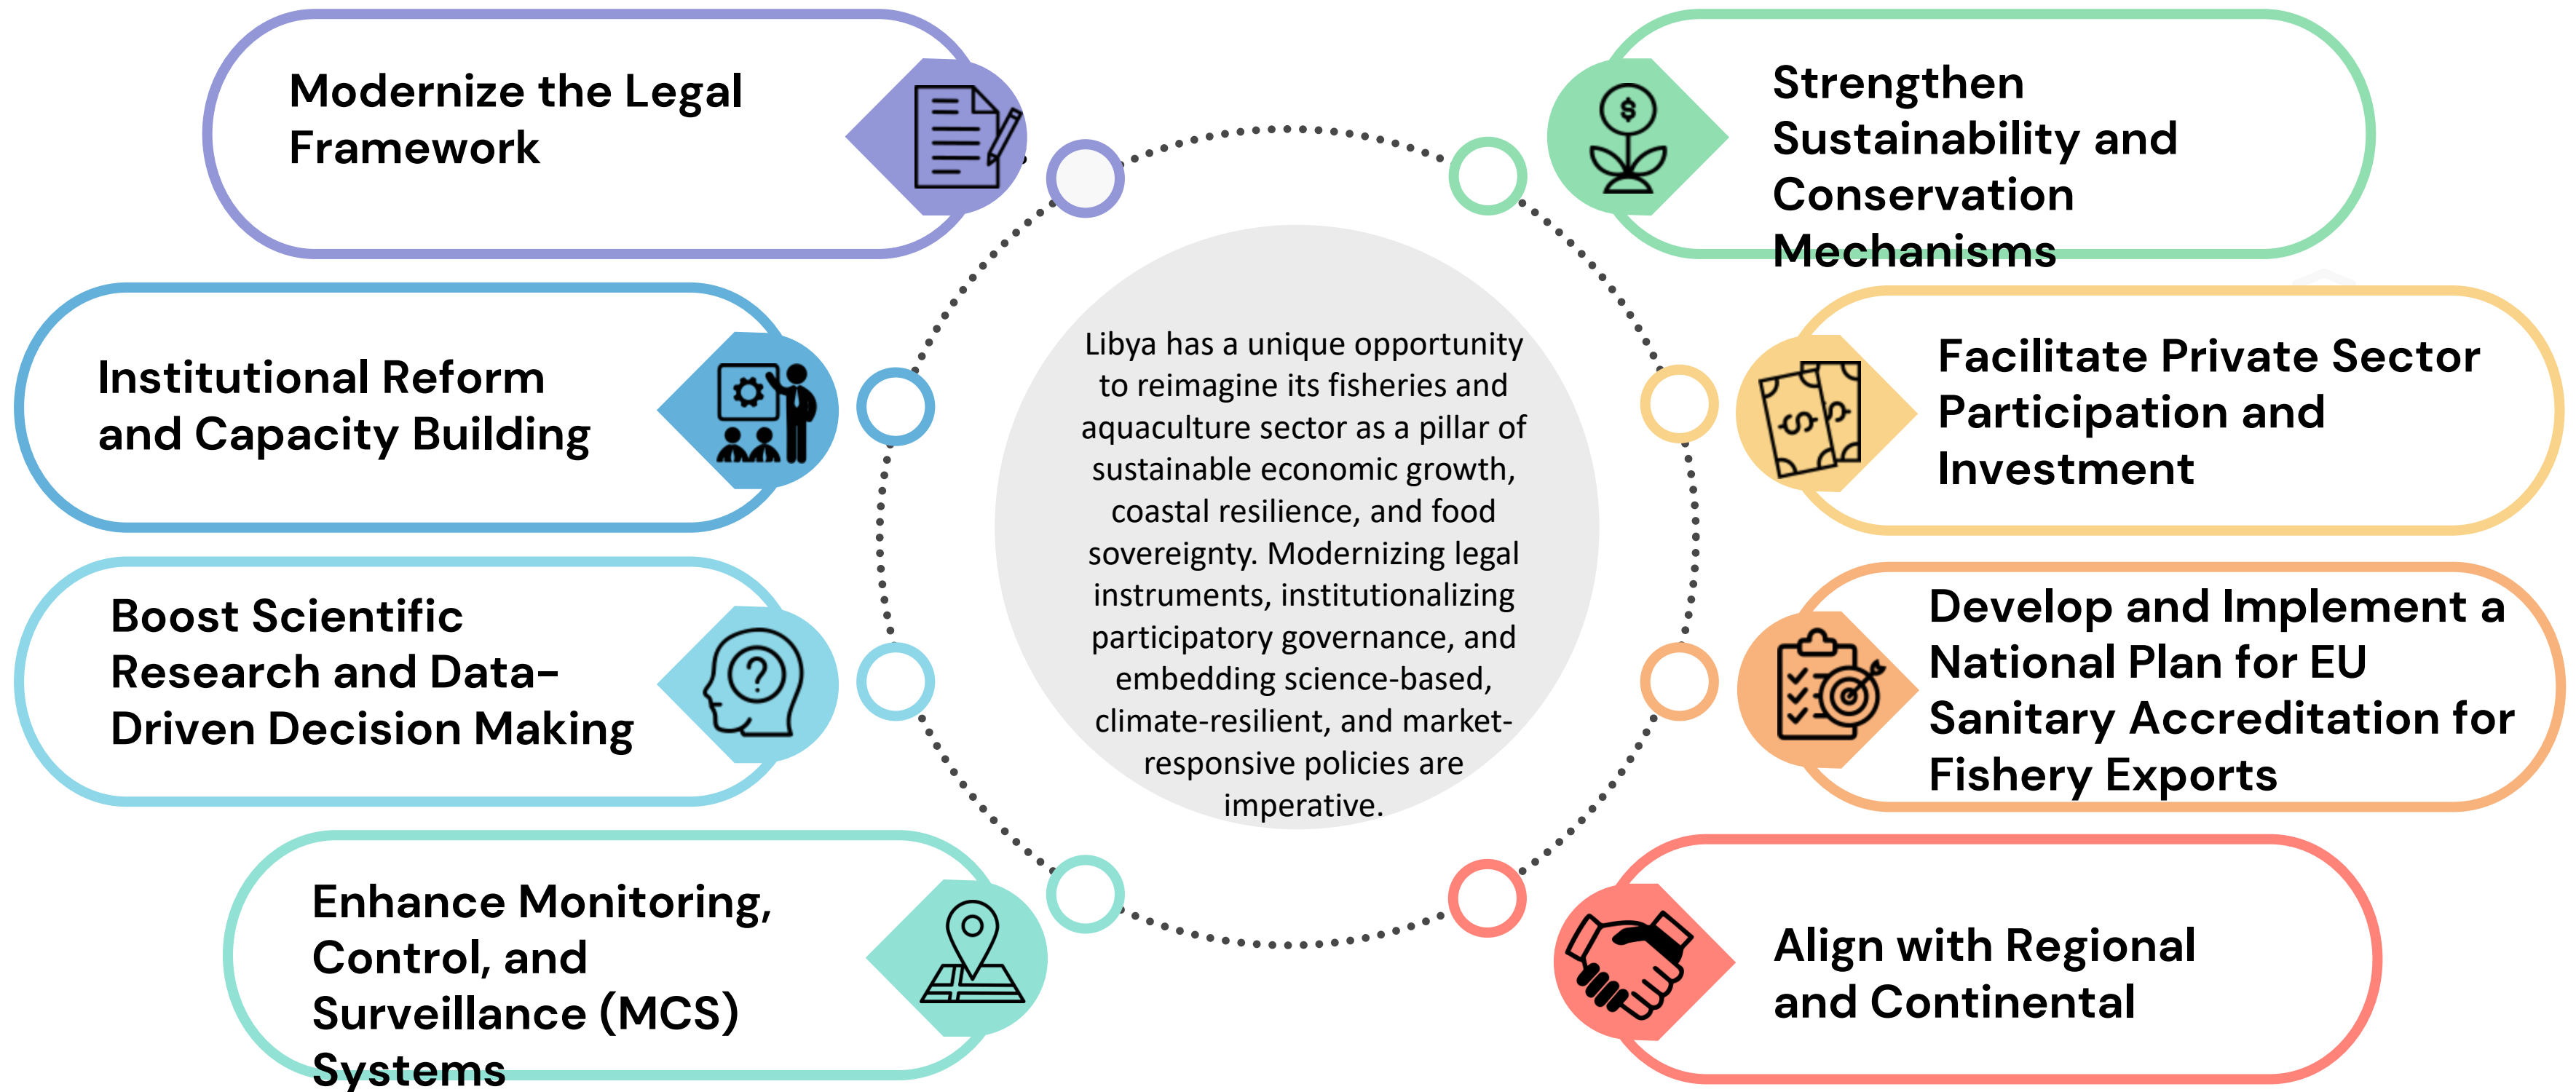 Modernize the Legal
Framework
Institutional Reform
and Capacity Building
Boost Scientific
Research and Data-
Driven Decision Making
Enhance Monitoring,
Control, and
Surveillance (MCS)
Systems
Libya has a unique opportunity
to reimagine its fisheries and
aquaculture sector as a pillar of
sustainable economic growth,
coastal resilience, and food
sovereignty. Modernizing legal
instruments, institutionalizing
participatory governance, and
embedding science-based,
climate-resilient, and market-
responsive policies are
imperative.
Strengthen
Sustainability and
Conservation
Mechanisms
Facilitate Private Sector
Participation and
Investment
Develop and Implement a
National Plan for EU
Sanitary Accreditation for
Fishery Exports
Align with Regional
and Continental